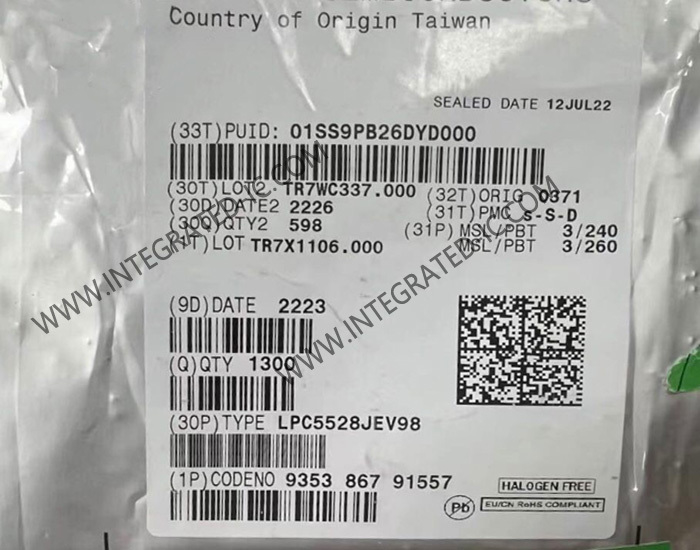 Country of Origin Taiwan
SEALED DATE 12JUL22
(33T)PUID: 01SS9PB26DYD000
(30T)LOT2 TR7WC337.000 (32T)ORIG 0371
(30D)DATE2 2226 (31T)PMC S-S-D
(30Q)QTY2 598 (31P) MSL/PBT 3/240
(1T)LOT TR7X1106.000 MSL/PBT 3/260
(9D)DATE 2223
(Q)QTY 1300
(30P)TYPE LPC5528JEV98
(1P)CODENO 9353 867 91557
HALOGEN FREE
Pb
EU/CN RoHS COMPLIANT
WWW.INTEGRATEDIC.COM
WWW.INTEGRATEDIC.COM